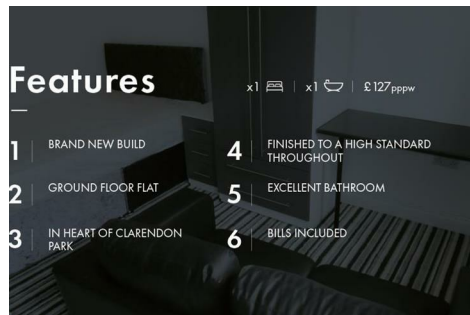 Features
x1 | x1 | £127pppw
1 BRAND NEW BUILD
2 GROUND FLOOR FLAT
3 IN HEART OF CLARENDON
PARK
4 FINISHED TO A HIGH STANDARD
THROUGHOUT
5 EXCELLENT BATHROOM
6 BILLS INCLUDED